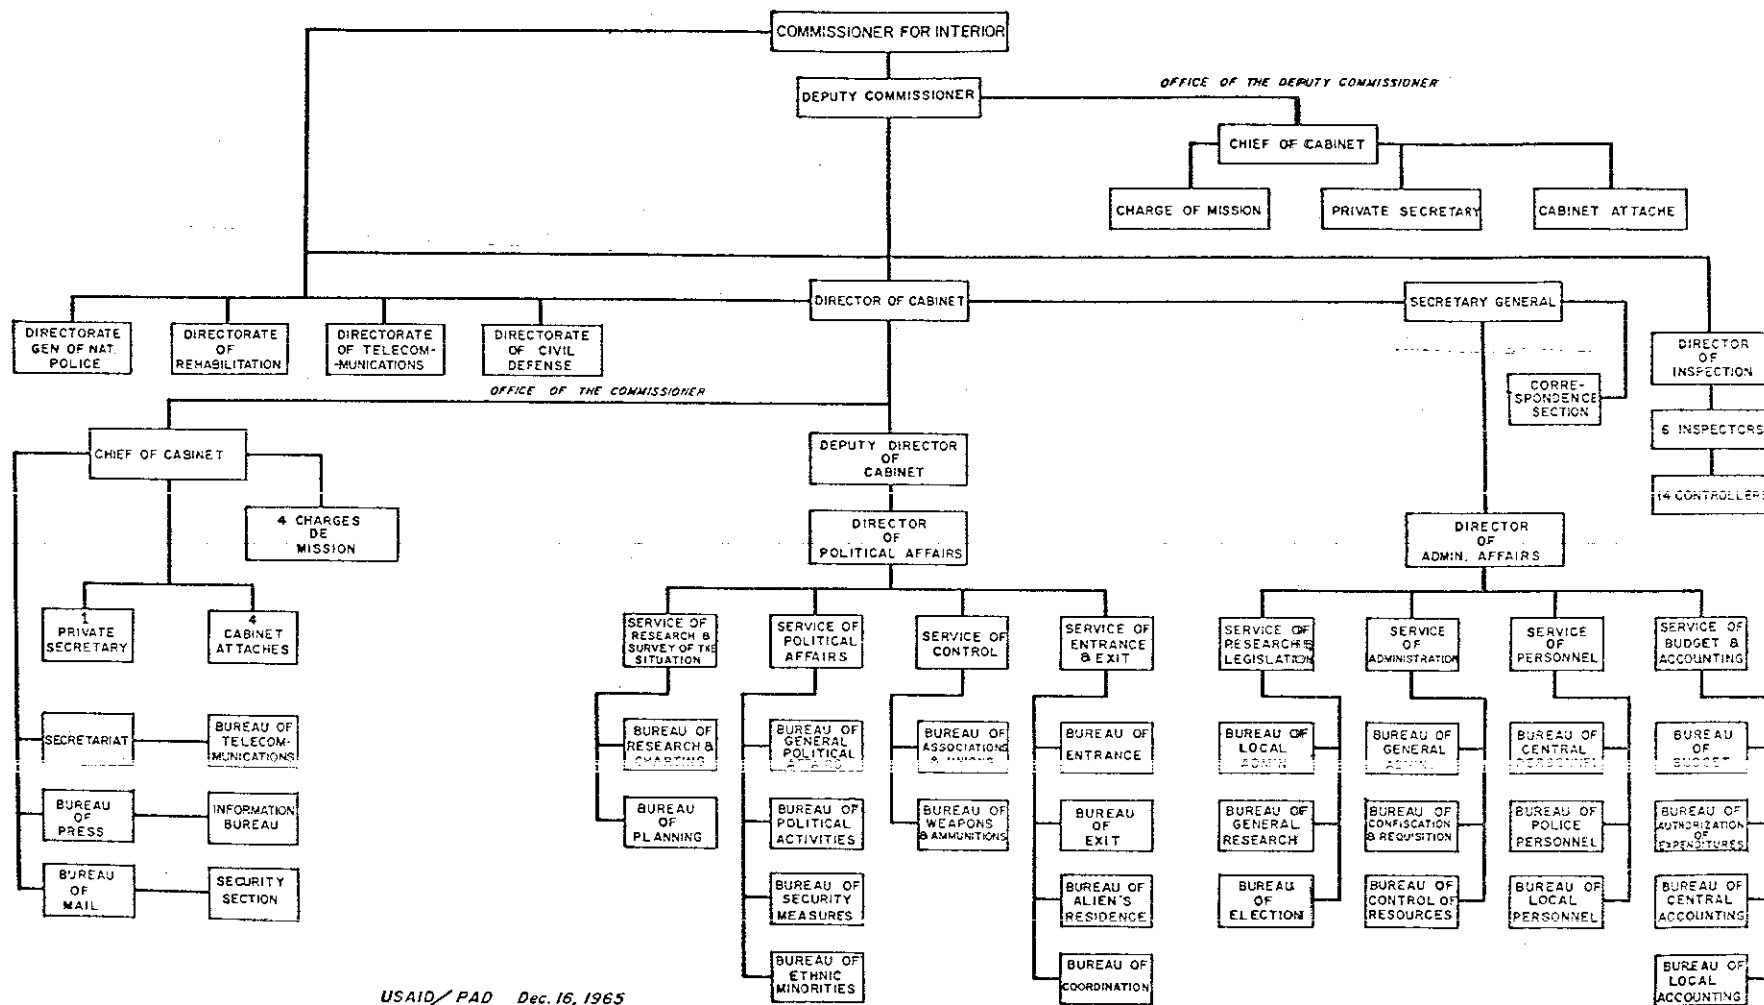 COMMISSIONER FOR INTERIOR
DEPUTY COMMISSIONER
OFFICE OF THE DEPUTY COMMISSIONER
CHIEF OF CABINET
CHARGE OF MISSION
PRIVATE SECRETARY
CABINET ATTACHE
DIRECTOR OF CABINET
SECRETARY GENERAL
DIRECTORATE
GEN OF NAT.
POLICE
DIRECTORATE
OF
REHABILITATION
DIRECTORATE
OF TELECOM-
-MUNICATIONS
DIRECTORATE
OF CIVIL
DEFENSE
DIRECTOR
OF
INSPECTION
CORRE-
SPONDENCE
SECTION
6 INSPECTORS
14 CONTROLLERS
OFFICE OF THE COMMISSIONER
CHIEF OF CABINET
4 CHARGES
DE
MISSION
1
PRIVATE
SECRETARY
4
CABINET
ATTACHES
SECRETARIAT
BUREAU OF
TELECOM-
MUNICATIONS
BUREAU
OF
PRESS
INFORMATION
BUREAU
BUREAU
OF
MAIL
SECURITY
SECTION
DEPUTY DIRECTOR
OF
CABINET
DIRECTOR
OF
POLITICAL AFFAIRS
SERVICE OF
RESEARCH &
SURVEY OF THE
SITUATION
SERVICE OF
POLITICAL
AFFAIRS
SERVICE OF
CONTROL
SERVICE OF
ENTRANCE
& EXIT
BUREAU OF
RESEARCH &
CHARTING
BUREAU OF
PLANNING
BUREAU OF
GENERAL
POLITICAL
AFFAIRS
BUREAU OF
POLITICAL
ACTIVITIES
BUREAU OF
SECURITY
MEASURES
BUREAU OF
ETHNIC
MINORITIES
BUREAU OF
ASSOCIATIONS
& UNIONS
BUREAU OF
WEAPONS
& AMMUNITIONS
BUREAU OF
ENTRANCE
BUREAU
OF
EXIT
BUREAU OF
ALIEN'S
RESIDENCE
BUREAU OF
COORDINATION
DIRECTOR
OF
ADMIN. AFFAIRS
SERVICE OF
RESEARCH &
LEGISLATION
SERVICE
OF
ADMINISTRATION
SERVICE
OF
PERSONNEL
SERVICE OF
BUDGET &
ACCOUNTING
BUREAU OF
LOCAL
ADMIN.
BUREAU OF
GENERAL
RESEARCH
BUREAU
OF
ELECTION
BUREAU OF
GENERAL
ADMIN.
BUREAU OF
CONFISCATION
& REQUISITION
BUREAU OF
CONTROL OF
RESOURCES
BUREAU OF
CENTRAL
PERSONNEL
BUREAU OF
POLICE
PERSONNEL
BUREAU OF
LOCAL
PERSONNEL
BUREAU
OF
BUDGET
BUREAU OF
AUTHORIZATION
OF
EXPENDITURES
BUREAU OF
CENTRAL
ACCOUNTING
BUREAU OF
LOCAL
ACCOUNTING
USAID/PAD Dec. 16, 1965